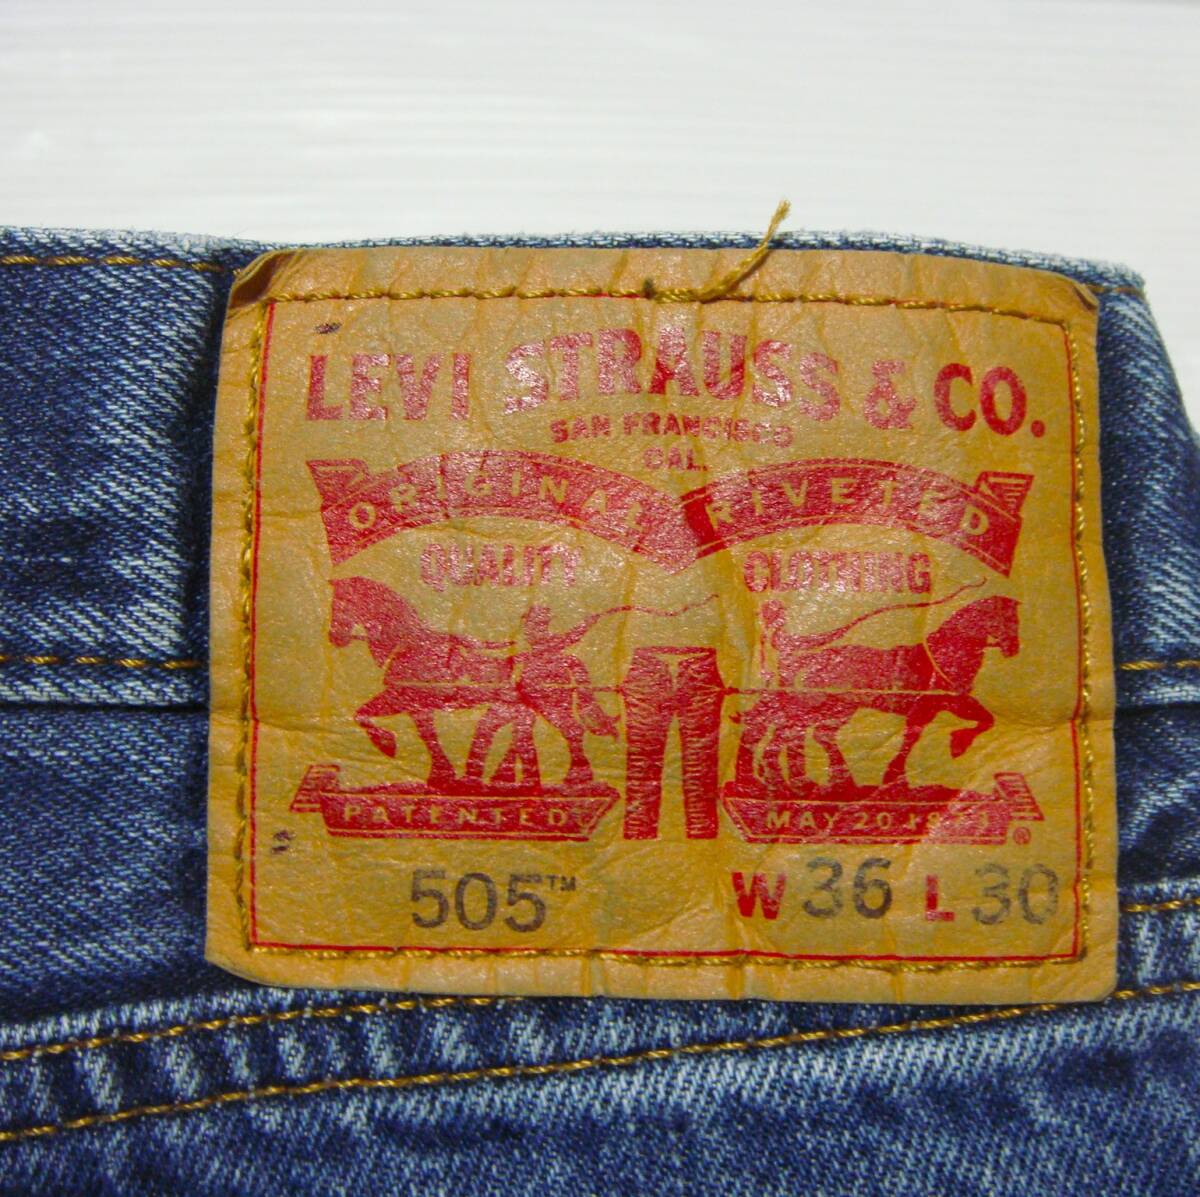 LEVI STRAUSS & CO.
SAN FRANCISCO
CAL.
ORIGINAL RIVETED
QUALITY CLOTHING
PATENTED MAY 20 1873 ®
505™ W 36 L 30